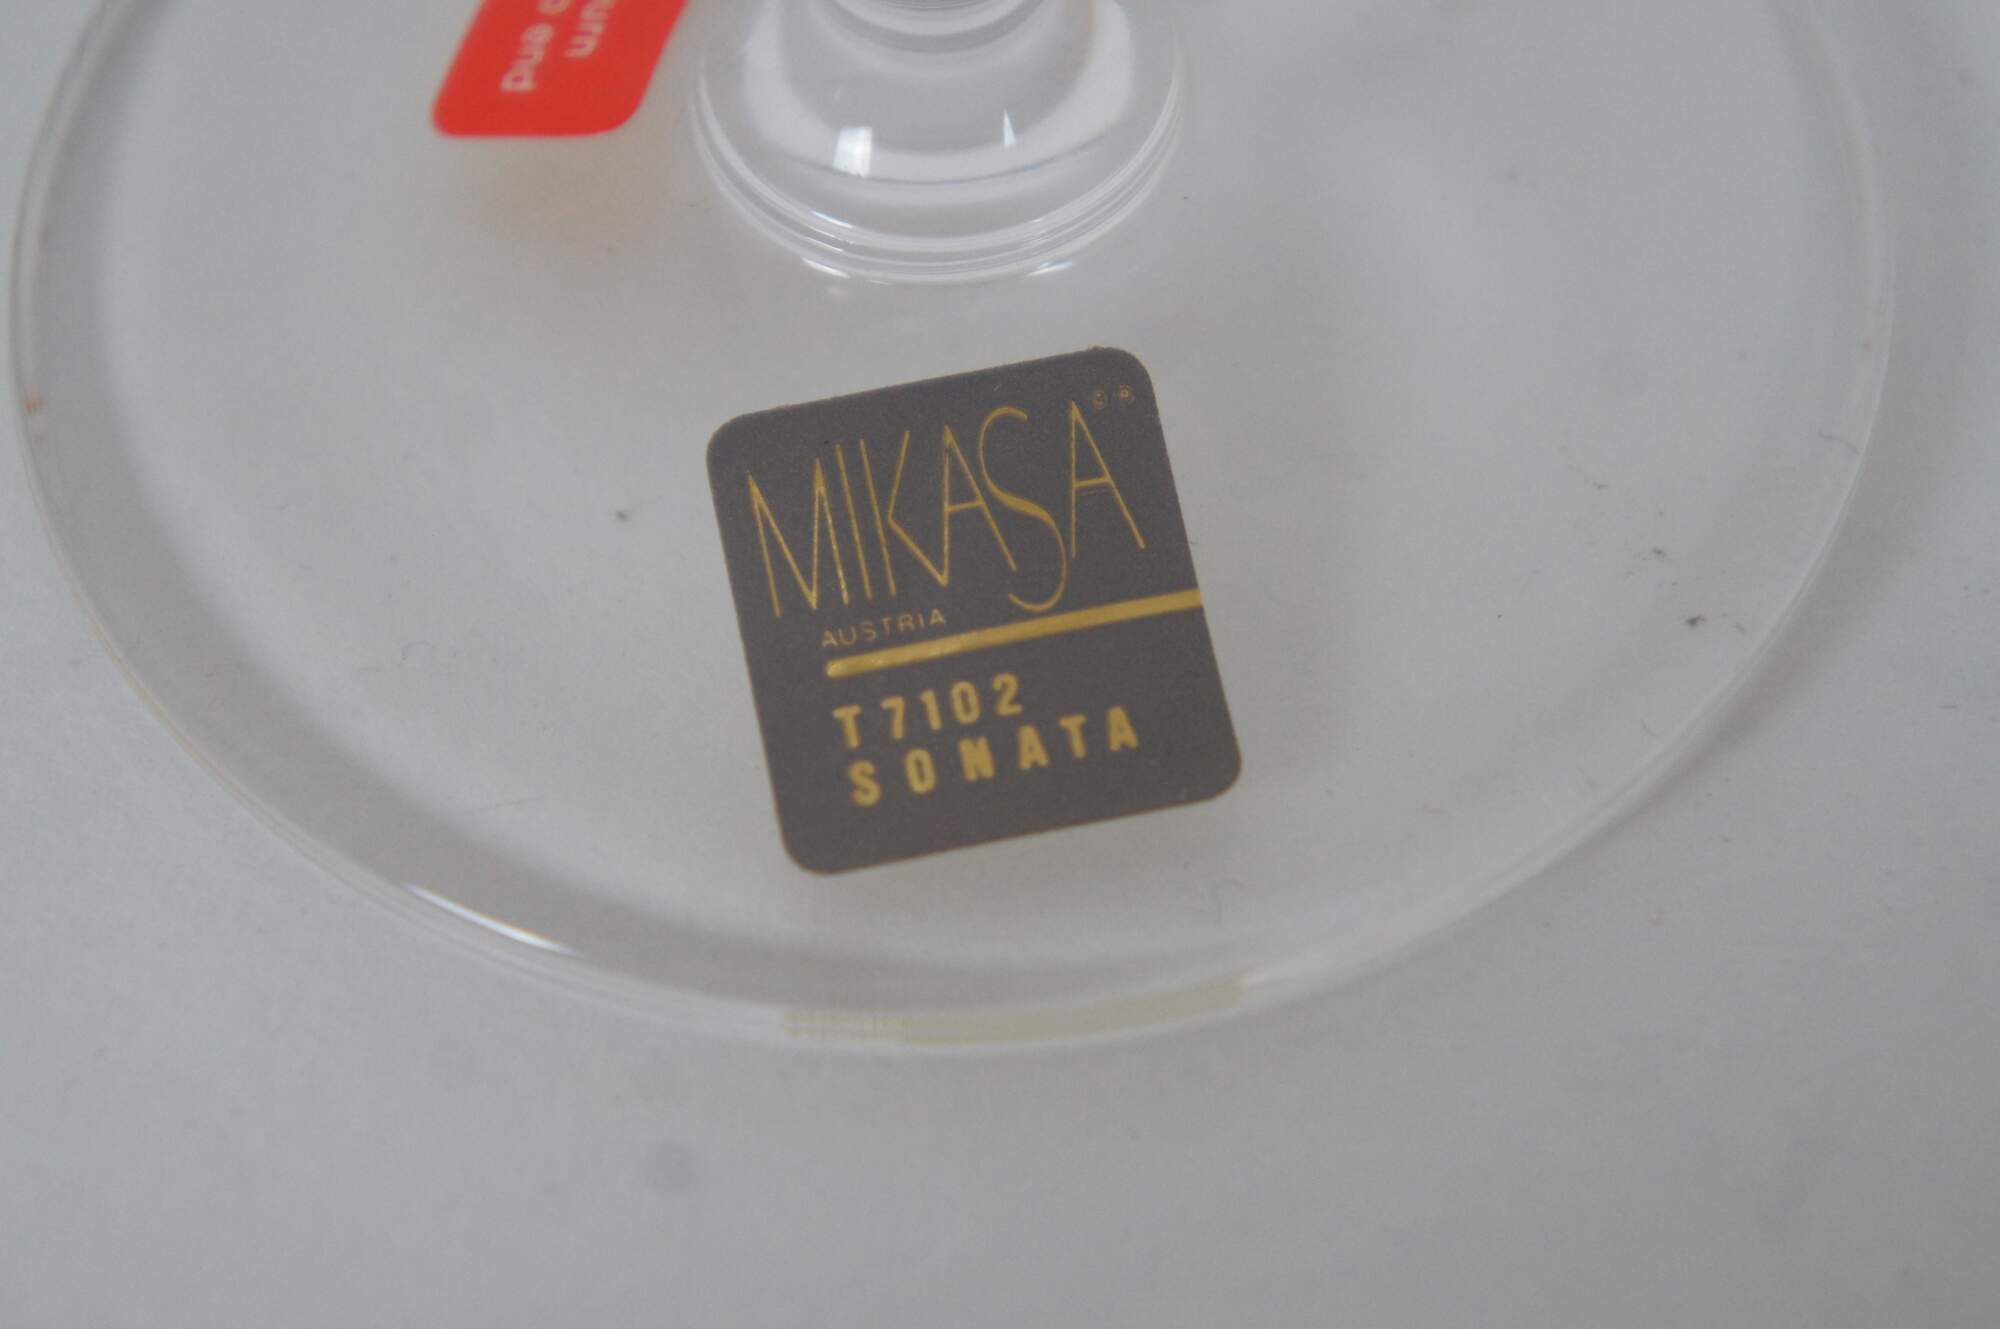 MIKASA © ®
AUSTRIA
T7102
SONATA